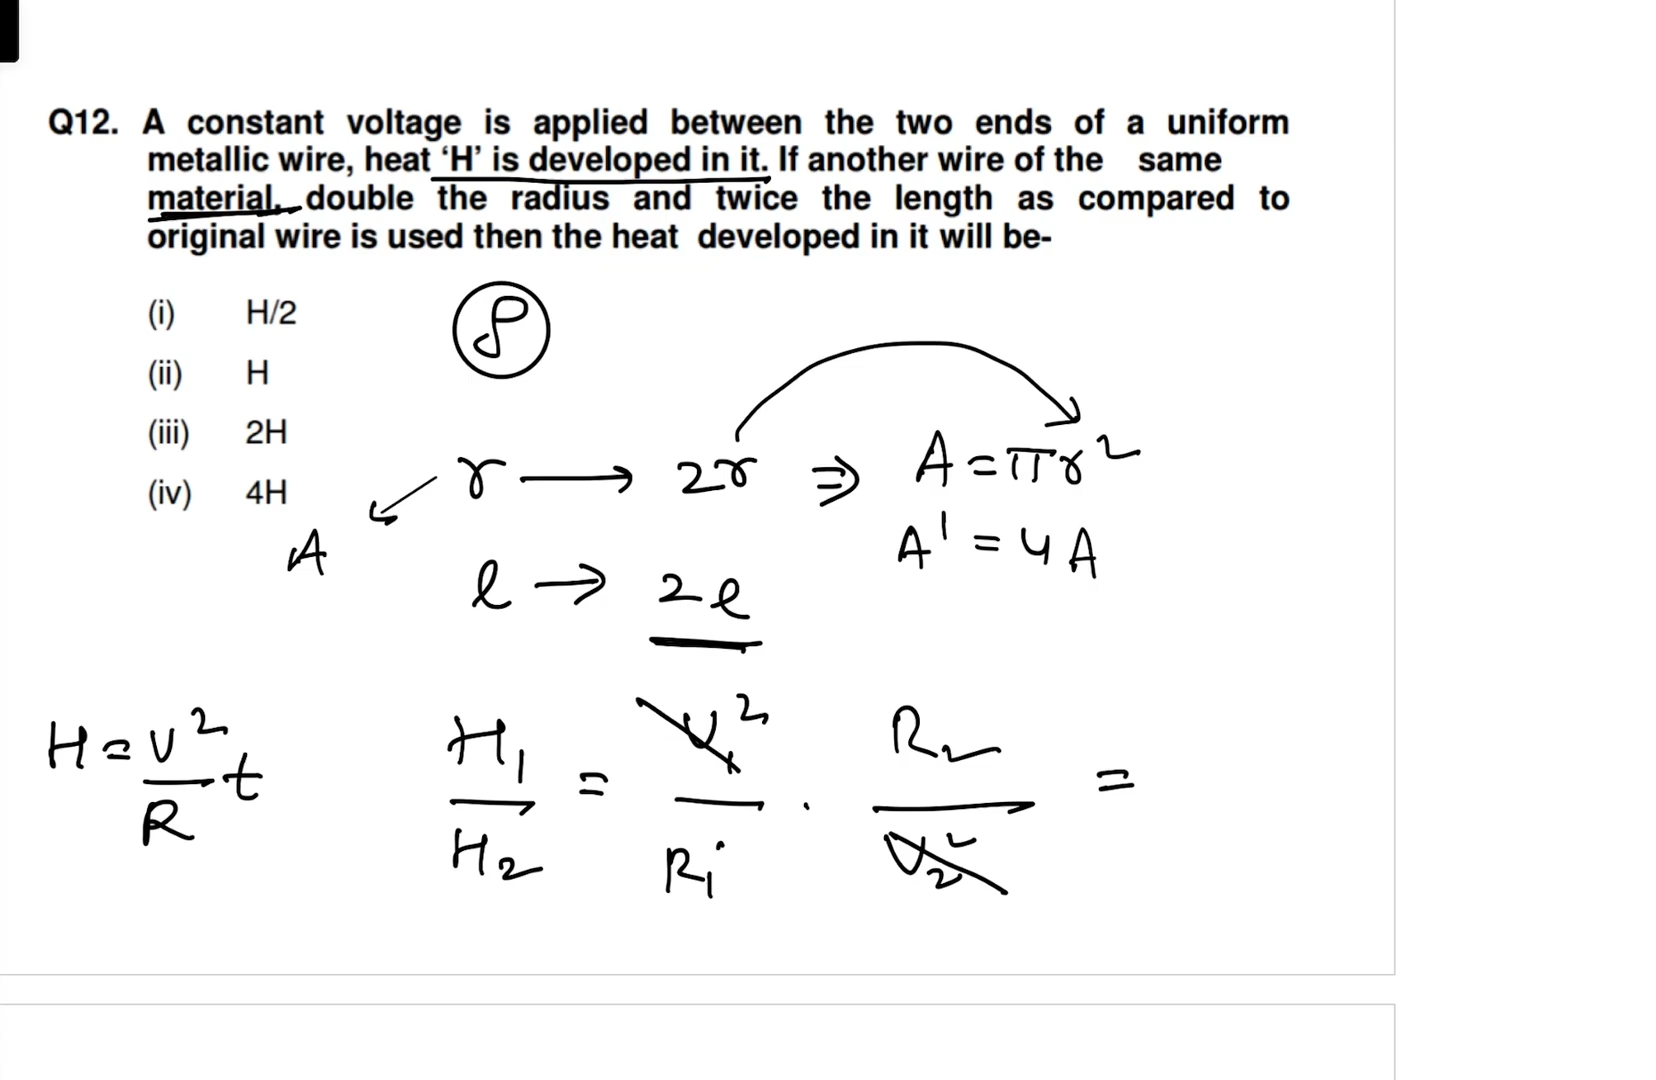 Q12. A constant voltage is applied between the two ends of a uniform
metallic wire, heat ‘H’ is developed in it. If another wire of the same
material, double the radius and twice the length as compared to
original wire is used then the heat developed in it will be-
(i) H/2
(ii) H
(iii) 2H
(iv) 4H
ρ
A ← r → 2r ⇒ A = πr²
A' = 4A
l → 2l
H = V²/R t
H₁/H₂ = V₁²/R₁ · R₂/V₂² =